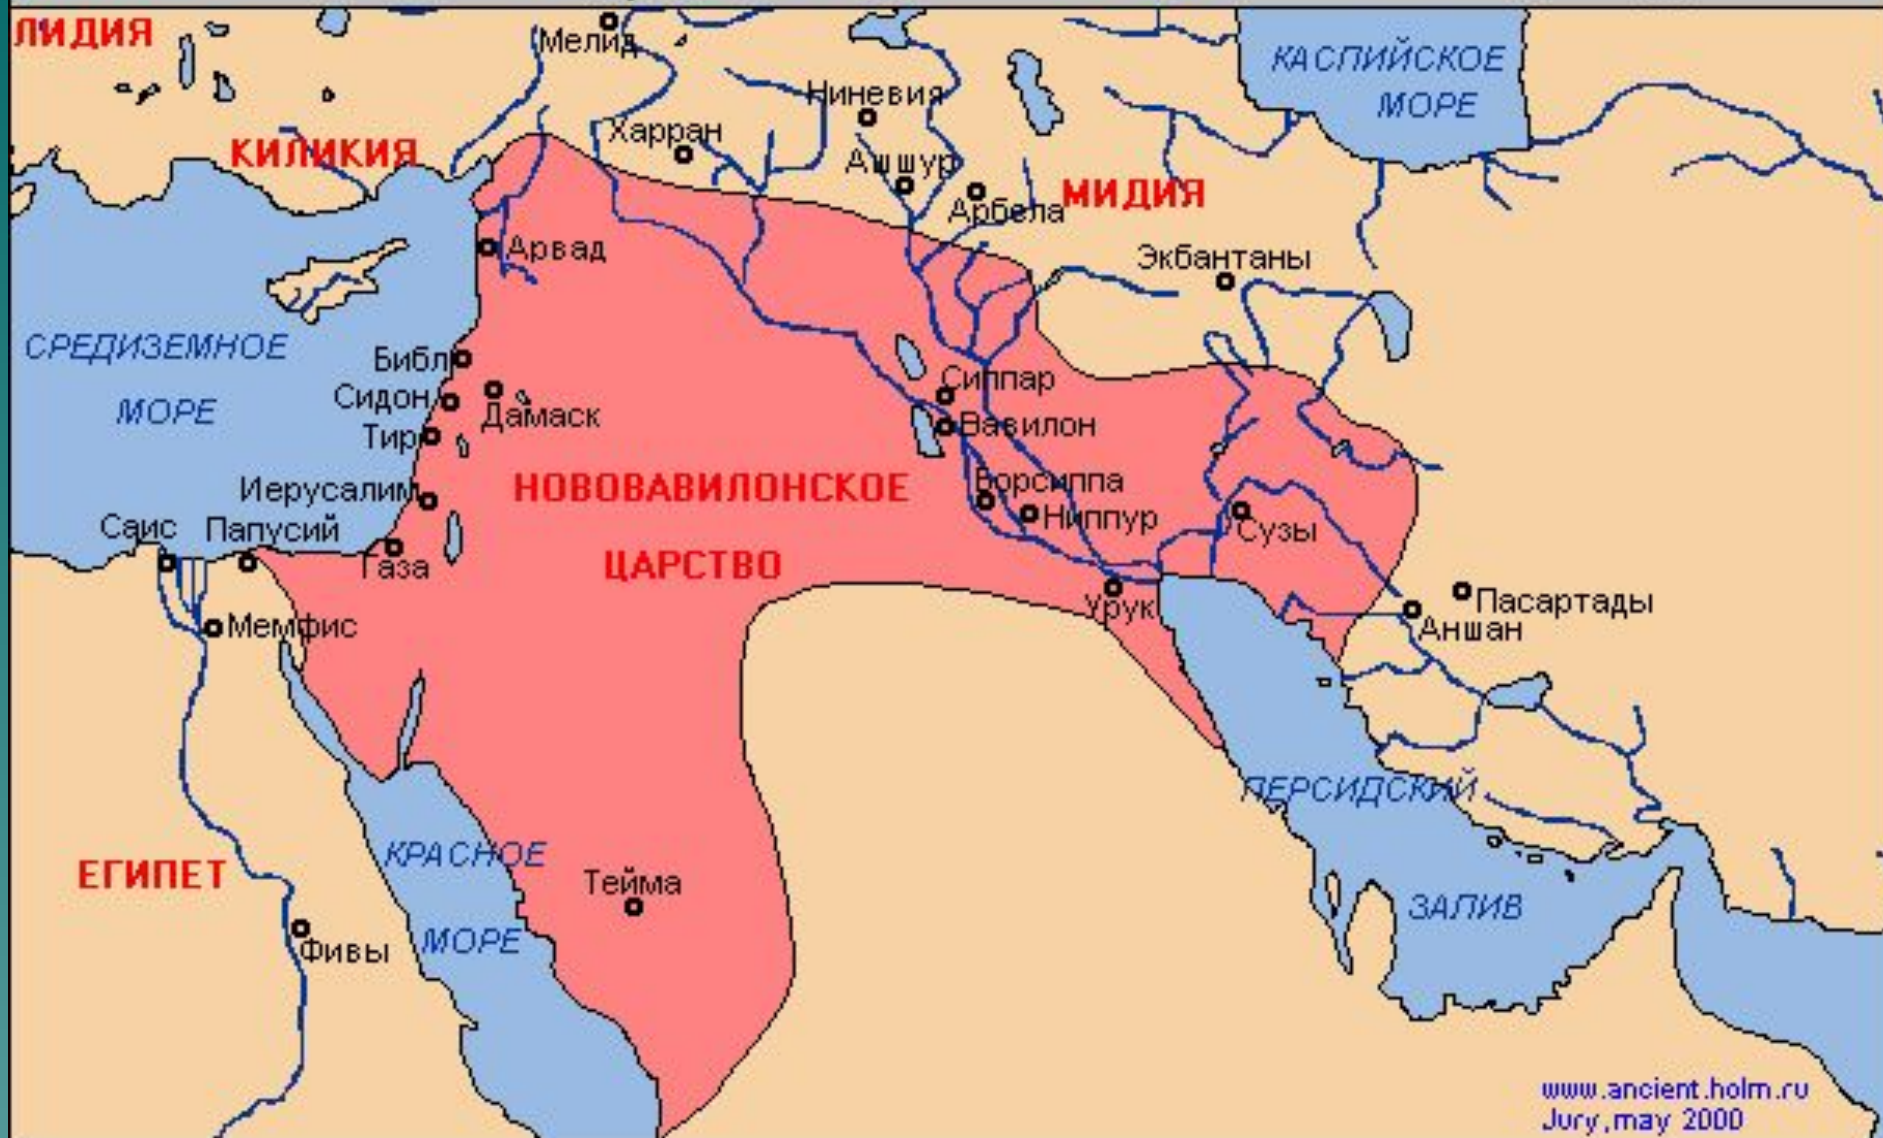 ЛИДИЯ
Мелид
КАСПИЙСКОЕ
МОРЕ
Ниневия
Харран
КИЛИКИЯ
Ашшур
МИДИЯ
Арбела
Арвад
Экбантаны
СРЕДИЗЕМНОЕ
МОРЕ
Библ
Сидон
Дамаск
Тир
Сиппар
Вавилон
Иерусалим
НОВОВАВИЛОНСКОЕ
ЦАРСТВО
Борсиппа
Ниппур
Сузы
Саис
Папусий
Газа
Мемфис
Урук
Пасартады
Аншан
ПЕРСИДСКИЙ
ЗАЛИВ
КРАСНОЕ
МОРЕ
ЕГИПЕТ
Тейма
Фивы
www.ancient.holm.ru
Jury,may 2000